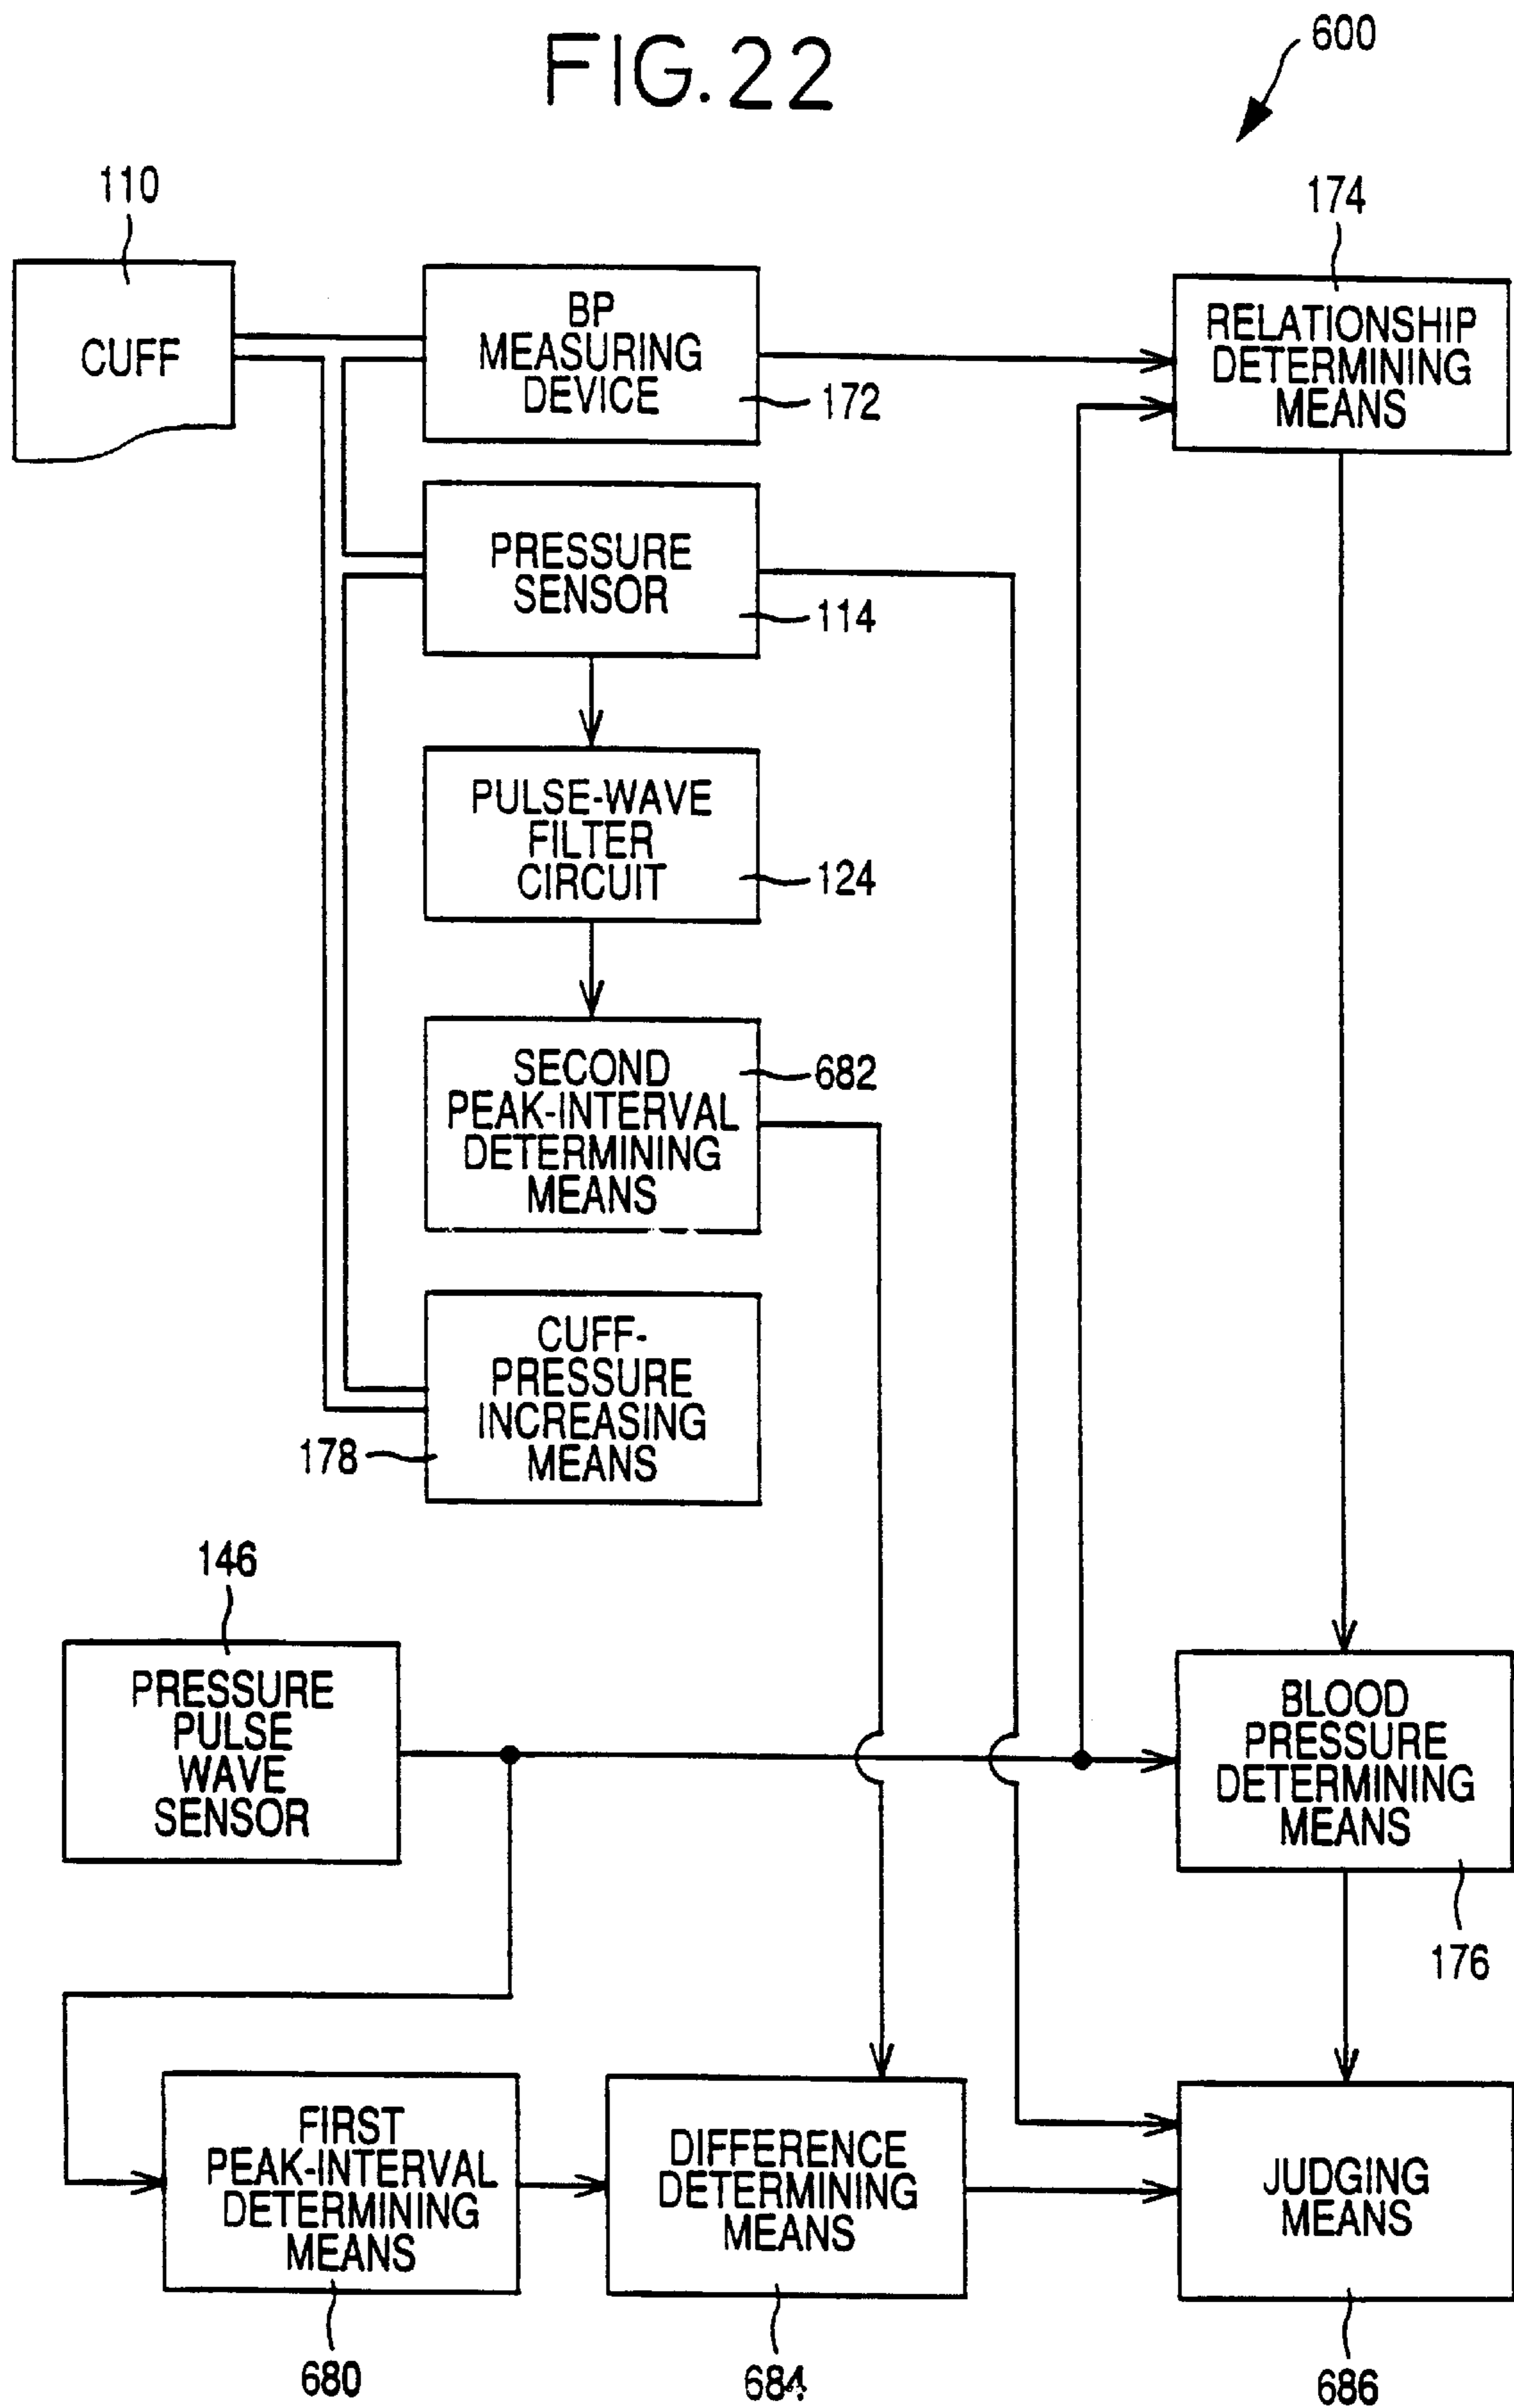 FIG. 22
600
110
CUFF
BP
MEASURING
DEVICE
172
174
RELATIONSHIP
DETERMINING
MEANS
PRESSURE
SENSOR
114
PULSE-WAVE
FILTER
CIRCUIT
124
SECOND
PEAK-INTERVAL
DETERMINING
MEANS
682
CUFF-
PRESSURE
INCREASING
MEANS
178
146
PRESSURE
PULSE
WAVE
SENSOR
BLOOD
PRESSURE
DETERMINING
MEANS
176
FIRST
PEAK-INTERVAL
DETERMINING
MEANS
680
DIFFERENCE
DETERMINING
MEANS
684
JUDGING
MEANS
686